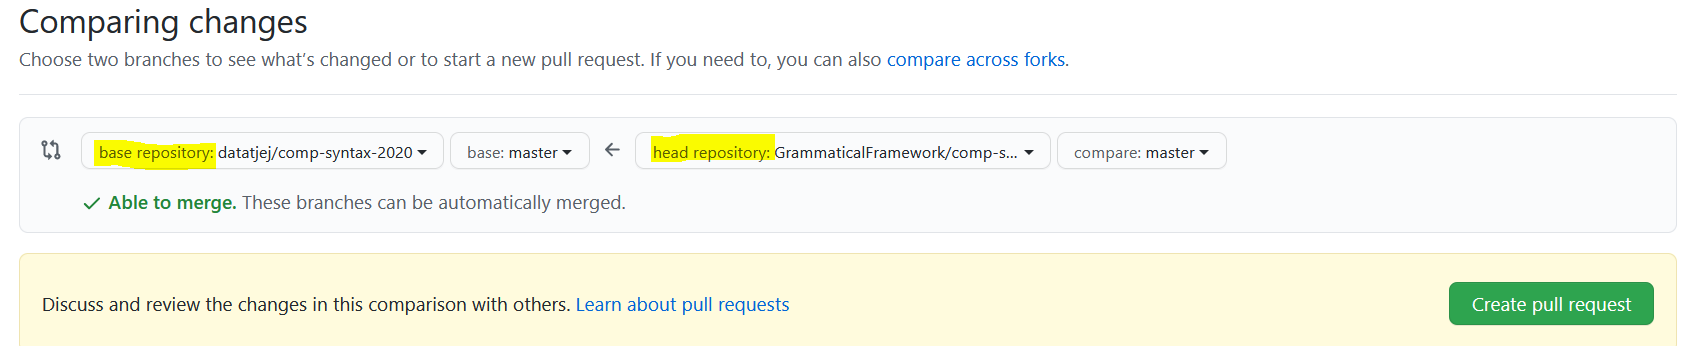 Comparing changes
Choose two branches to see what's changed or to start a new pull request. If you need to, you can also compare across forks.
base repository: datatjej/comp-syntax-2020 base: master head repository: GrammaticalFramework/comp-s... compare: master
Able to merge. These branches can be automatically merged.
Discuss and review the changes in this comparison with others. Learn about pull requests Create pull request